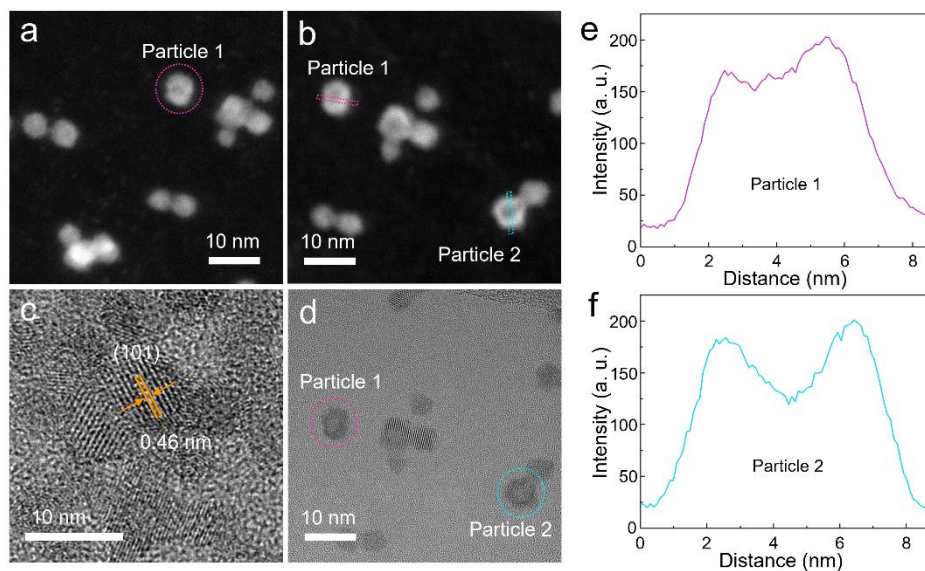 a
Particle 1
10 nm
b
Particle 1
Particle 2
10 nm
c
(101)
0.46 nm
10 nm
d
Particle 1
Particle 2
10 nm
e
Intensity (a. u.)
200
150
100
50
0
Particle 1
0 2 4 6 8
Distance (nm)
f
Intensity (a. u.)
200
150
100
50
0
Particle 2
0 2 4 6 8
Distance (nm)